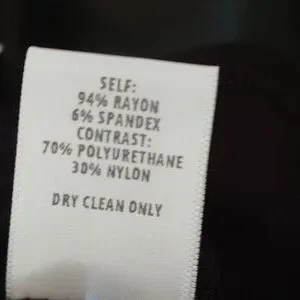 SELF:
94% RAYON
6% SPANDEX
CONTRAST:
70% POLYURETHANE
30% NYLON
DRY CLEAN ONLY